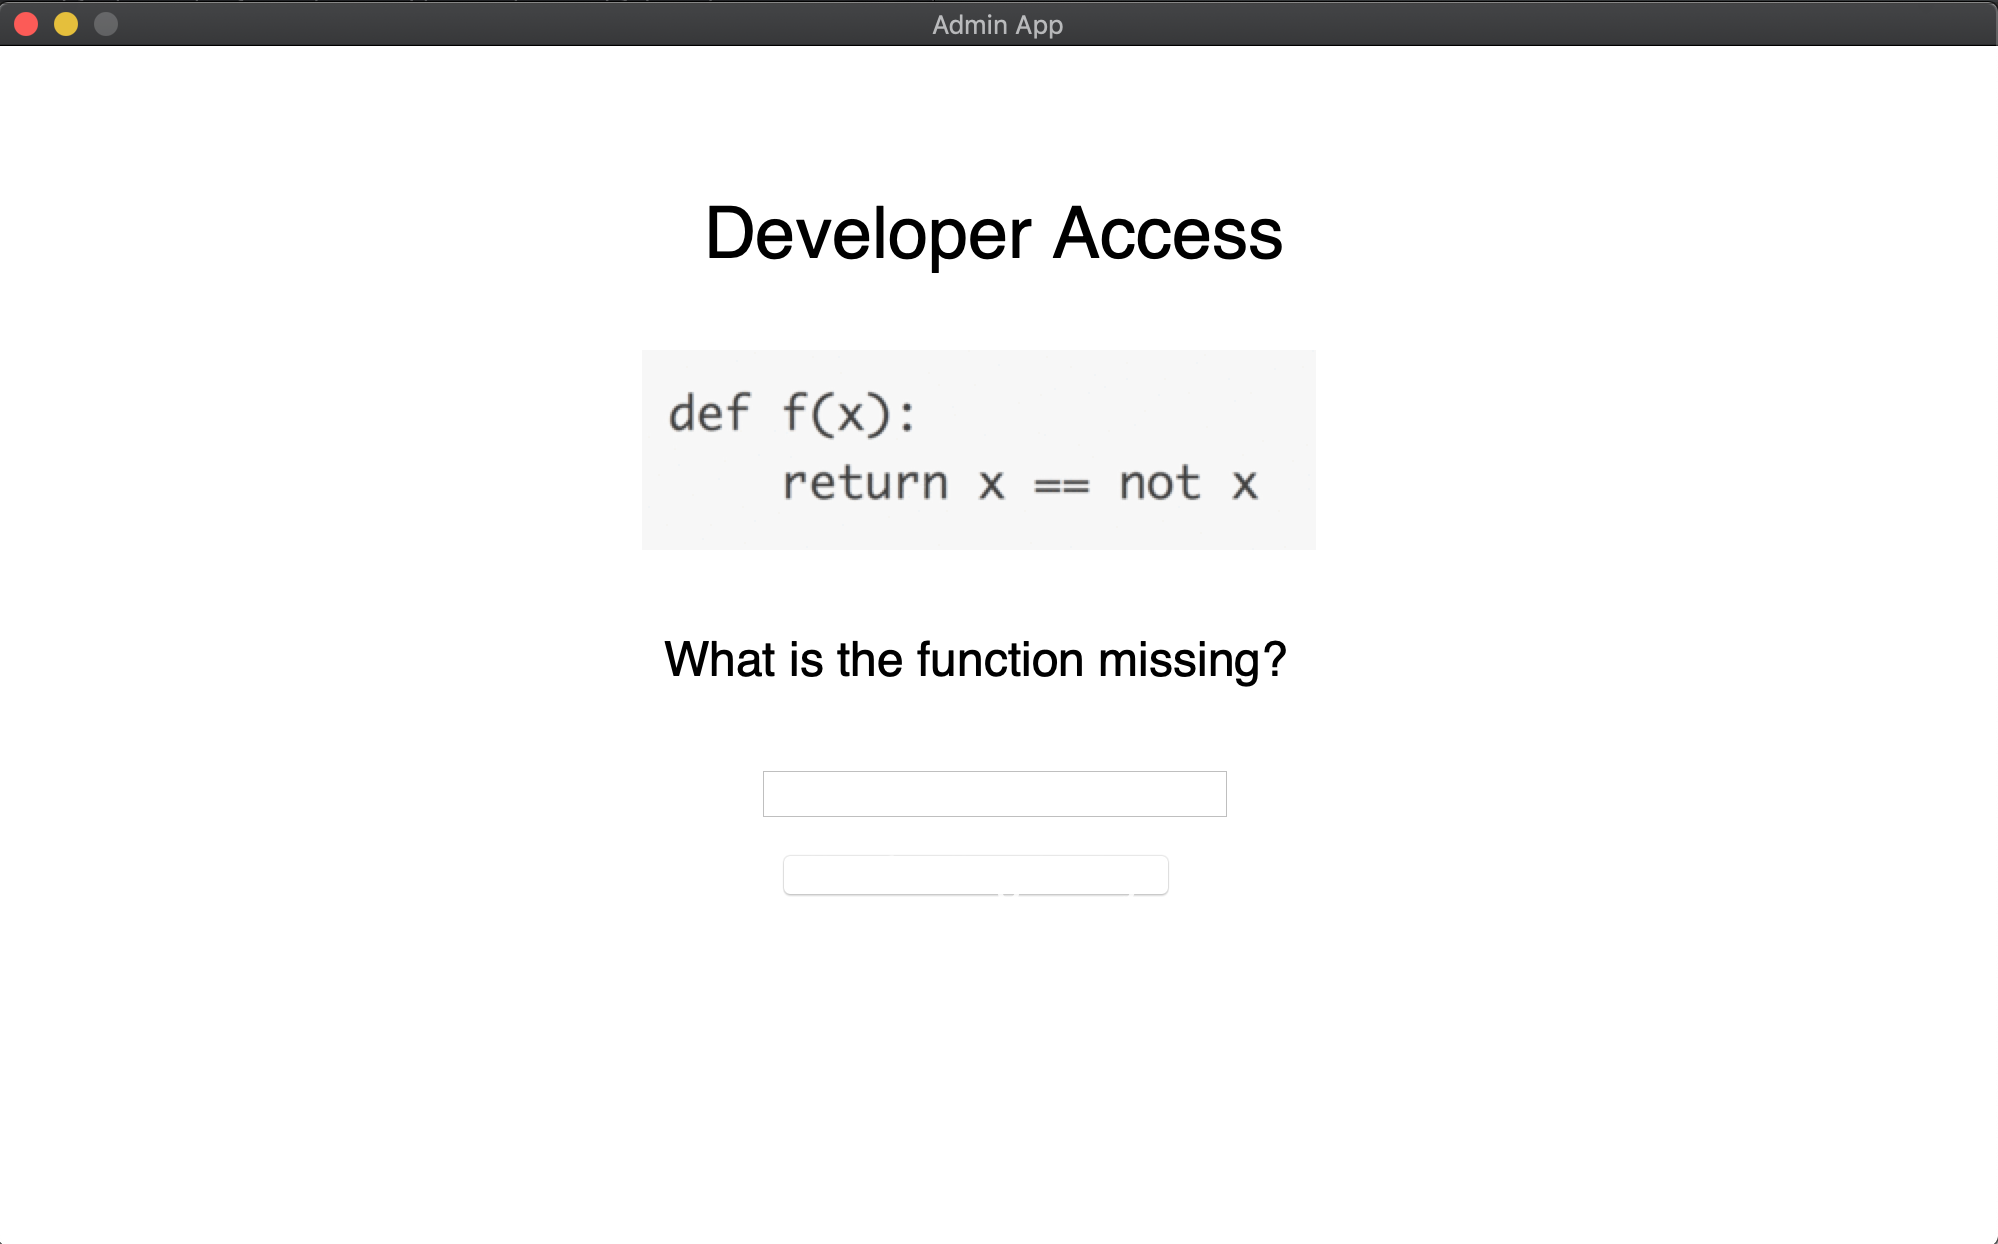 Admin App
Developer Access
def f(x):
    return x == not x
What is the function missing?